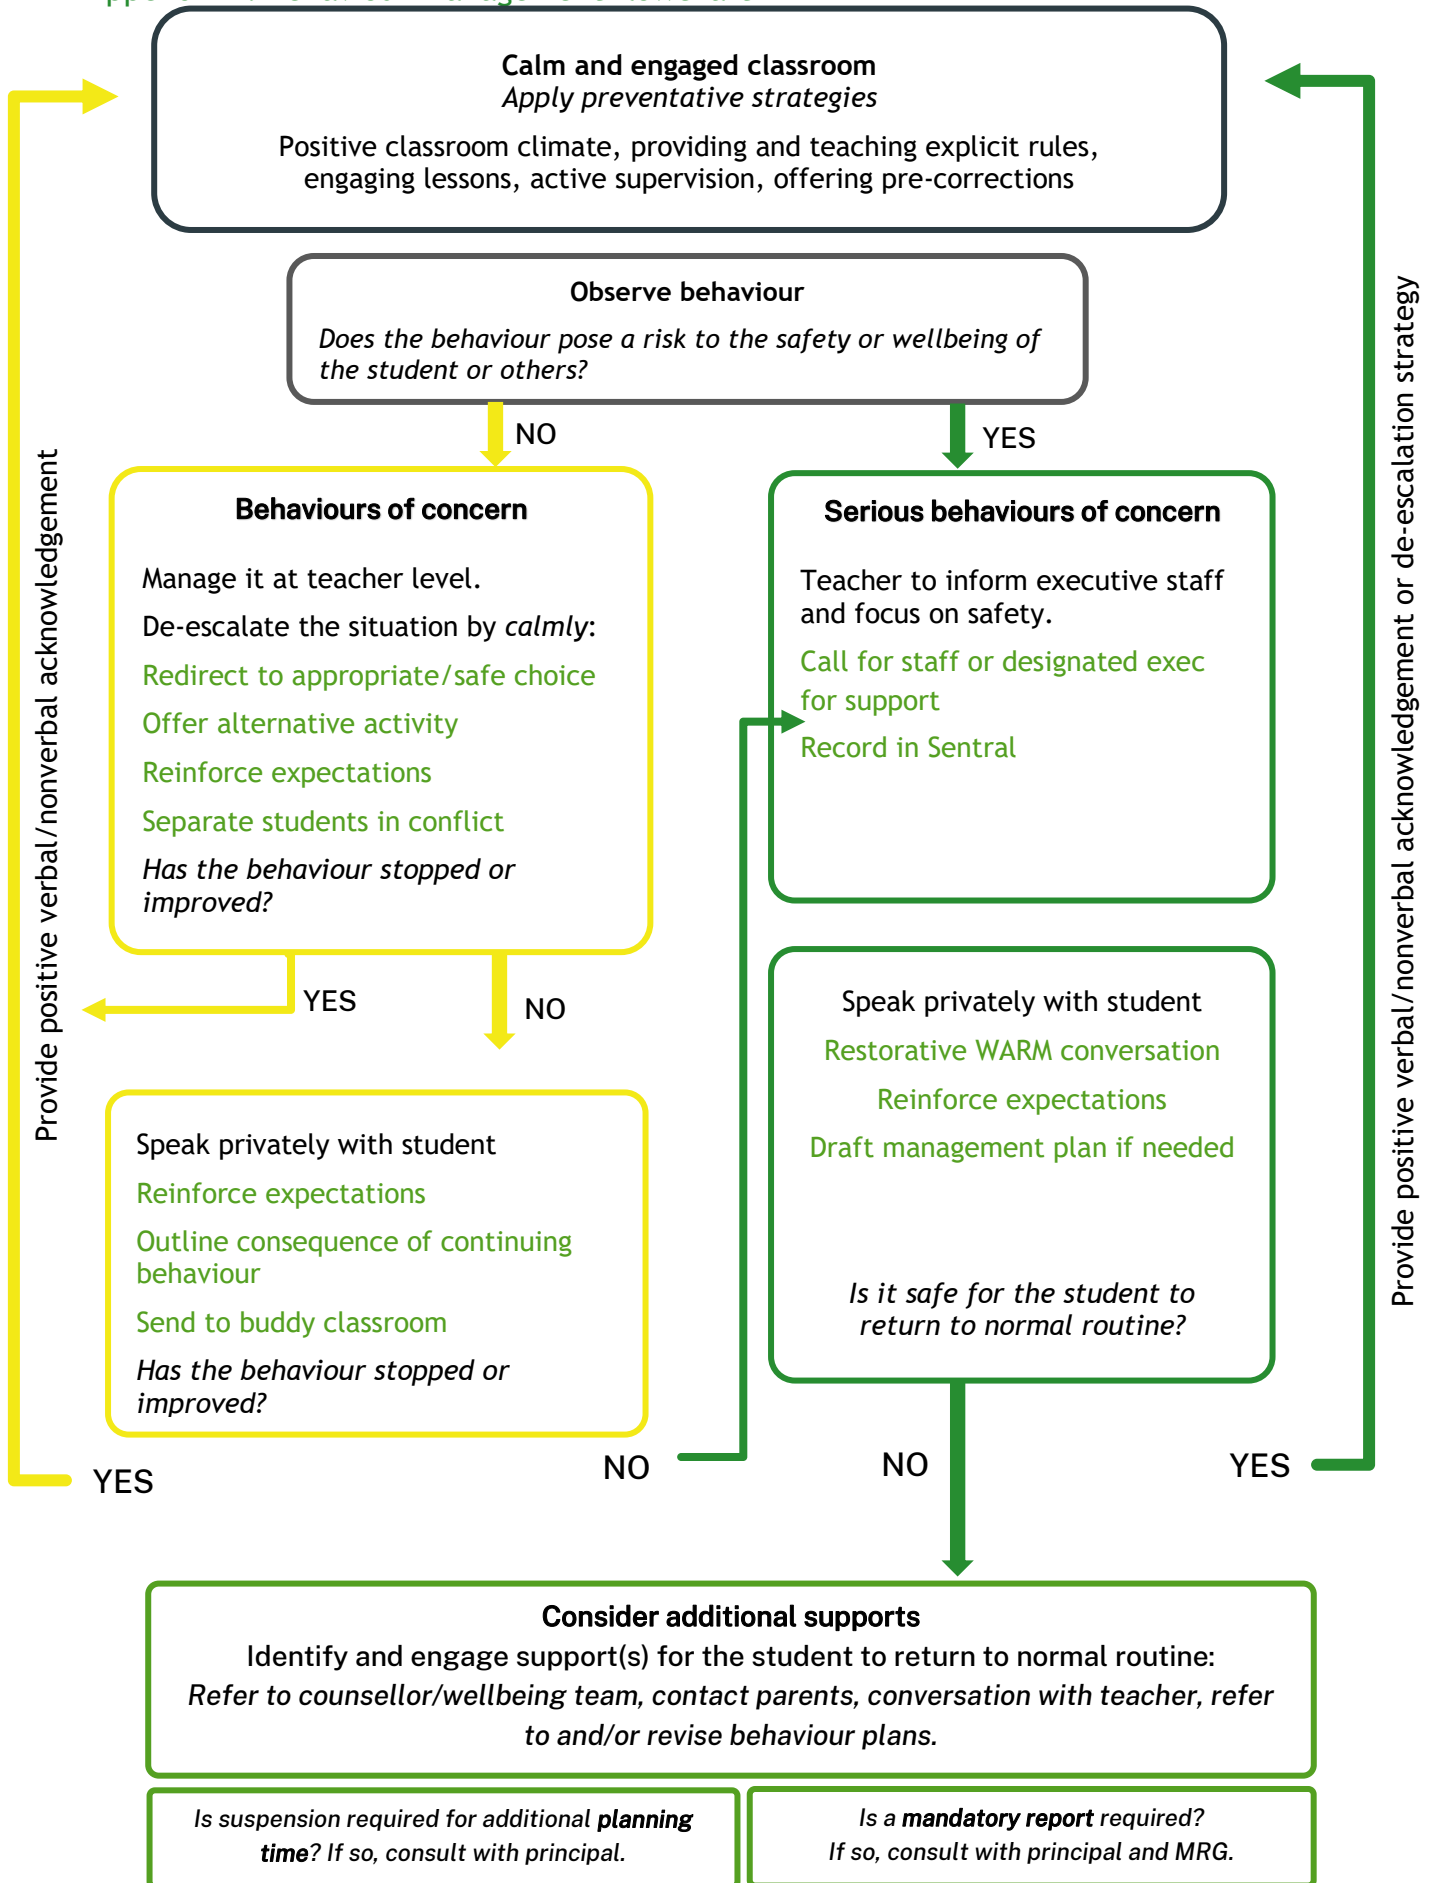 Calm and engaged classroom
Apply preventative strategies
Positive classroom climate, providing and teaching explicit rules,
engaging lessons, active supervision, offering pre-corrections
Observe behaviour
Does the behaviour pose a risk to the safety or wellbeing of
the student or others?
NO
YES
Behaviours of concern
Manage it at teacher level.
De-escalate the situation by calmly:
Redirect to appropriate/safe choice
Offer alternative activity
Reinforce expectations
Separate students in conflict
Has the behaviour stopped or
improved?
Serious behaviours of concern
Teacher to inform executive staff
and focus on safety.
Call for staff or designated exec
for support
Record in Sentral
YES
NO
Speak privately with student
Reinforce expectations
Outline consequence of continuing
behaviour
Send to buddy classroom
Has the behaviour stopped or
improved?
Speak privately with student
Restorative WARM conversation
Reinforce expectations
Draft management plan if needed
Is it safe for the student to
return to normal routine?
YES
NO
NO
YES
Provide positive verbal/nonverbal acknowledgement
Provide positive verbal/nonverbal acknowledgement or de-escalation strategy
Consider additional supports
Identify and engage support(s) for the student to return to normal routine:
Refer to counsellor/wellbeing team, contact parents, conversation with teacher, refer
to and/or revise behaviour plans.
Is suspension required for additional planning
time? If so, consult with principal.
Is a mandatory report required?
If so, consult with principal and MRG.